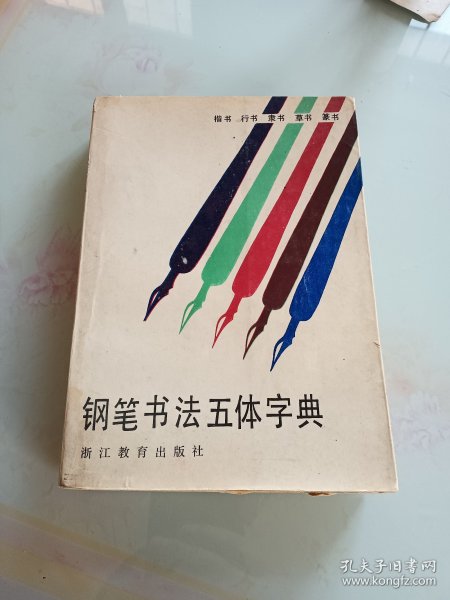 楷书 行书 隶书 草书 篆书
钢笔书法五体字典
浙江教育出版社
孔夫子旧书网
www.kongfz.com